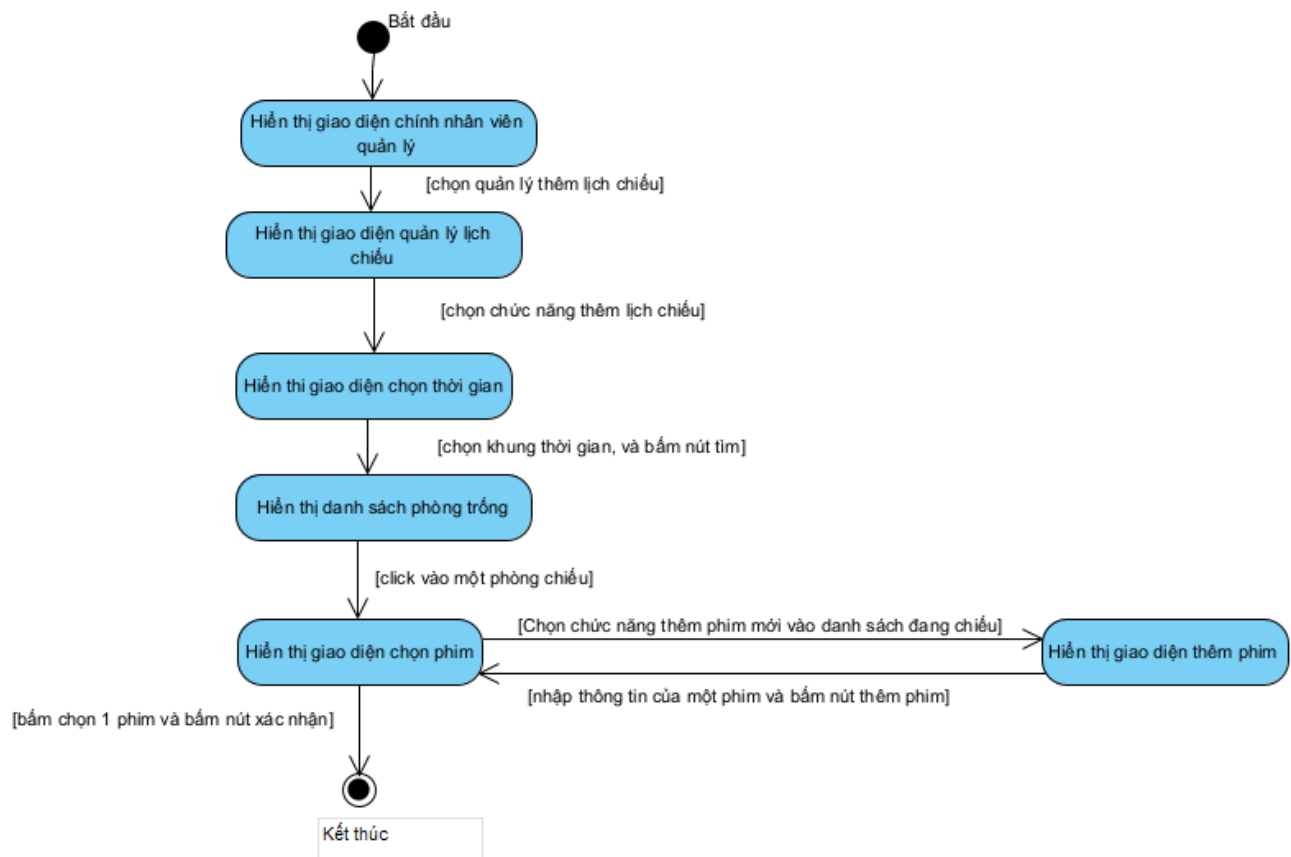 Bắt đầu
Hiển thị giao diện chính nhân viên
quản lý
[chọn quản lý thêm lịch chiếu]
Hiển thị giao diện quản lý lịch
chiếu
[chọn chức năng thêm lịch chiếu]
Hiển thi giao diện chọn thời gian
[chọn khung thời gian, và bấm nút tìm]
Hiển thị danh sách phòng trống
[click vào một phòng chiếu]
[Chọn chức năng thêm phim mới vào danh sách đang chiếu]
Hiển thị giao diện chọn phim
Hiển thị giao diện thêm phim
[nhập thông tin của một phim và bấm nút thêm phim]
[bấm chọn 1 phim và bấm nút xác nhận]
Kết thúc